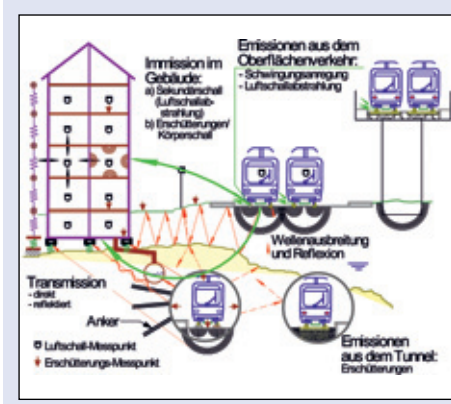 Immission im
Gebäude:
a) Sekundärschall
(Luftschallab-
strahlung)
b) Erschütterungen/
Körperschall
Emissionen aus dem
Oberflächenverkehr:
- Schwingungsanregung
- Luftschallabstrahlung
Wellenausbreitung
und Reflexion
Transmission
- direkt
- reflektiert
Anker
Luftschall-Messpunkt
Erschütterungs-Messpunkt
Emissionen
aus dem Tunnel:
Erschütterungen